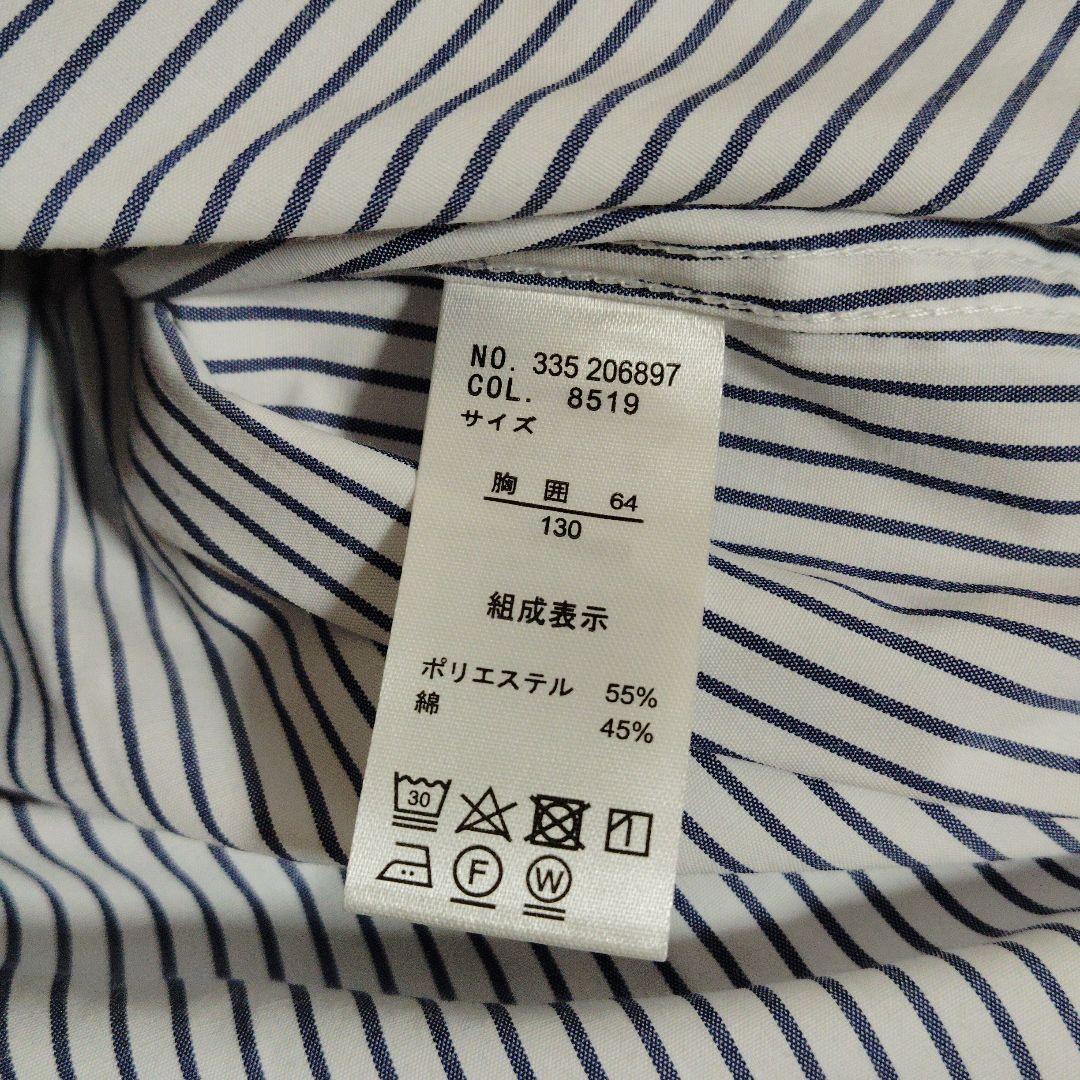 NO. 335 206897
COL. 8519
サイズ
胸 囲 64
130
組成表示
ポリエステル 55%
綿 45%
30
F W